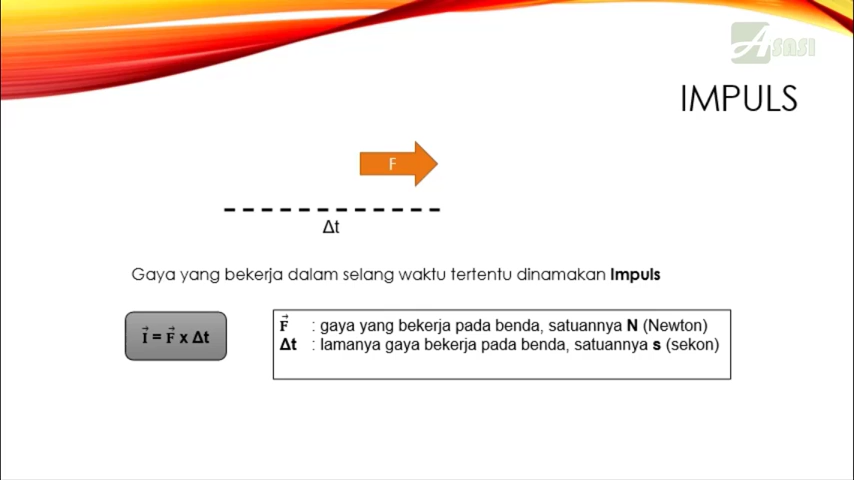 Asasi
IMPULS
F
Δt
Gaya yang bekerja dalam selang waktu tertentu dinamakan Impuls
I⃗ = F⃗ x Δt
F⃗ : gaya yang bekerja pada benda, satuannya N (Newton)
Δt : lamanya gaya bekerja pada benda, satuannya s (sekon)